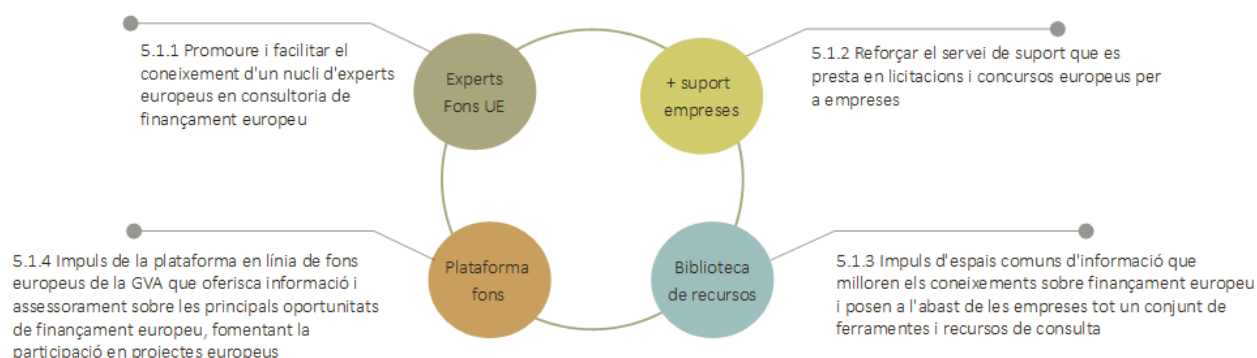 5.1.1 Promoure i facilitar el
coneixement d'un nucli d'experts
europeus en consultoria de
finançament europeu
Experts
Fons UE
+ suport
empreses
5.1.2 Reforçar el servei de suport que es
presta en licitacions i concursos europeus per
a empreses
5.1.4 Impuls de la plataforma en línia de fons
europeus de la GVA que oferisca informació i
assessorament sobre les principals oportunitats
de finançament europeu, fomentant la
participació en projectes europeus
Plataforma
fons
Biblioteca
de recursos
5.1.3 Impuls d'espais comuns d'informació que
milloren els coneixements sobre finançament europeu
i posen a l'abast de les empreses tot un conjunt de
ferramentes i recursos de consulta